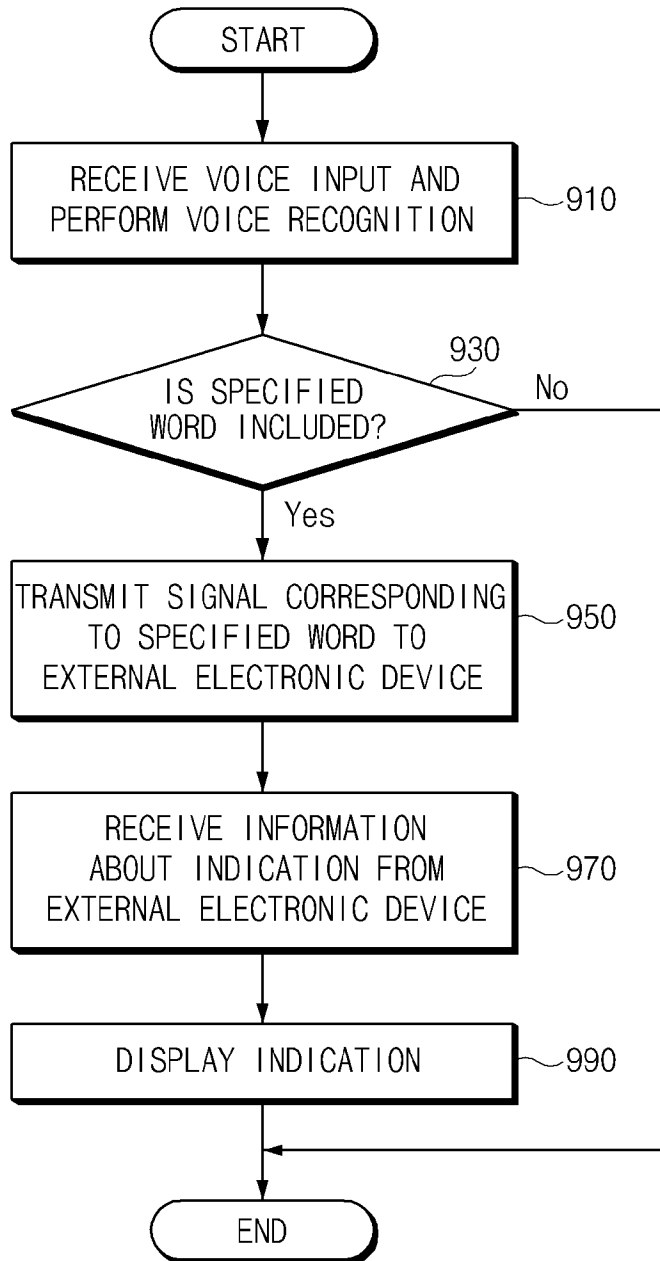 START
RECEIVE VOICE INPUT AND
PERFORM VOICE RECOGNITION
910
930
IS SPECIFIED
WORD INCLUDED?
No
Yes
TRANSMIT SIGNAL CORRESPONDING
TO SPECIFIED WORD TO
EXTERNAL ELECTRONIC DEVICE
950
RECEIVE INFORMATION
ABOUT INDICATION FROM
EXTERNAL ELECTRONIC DEVICE
970
DISPLAY INDICATION
990
END